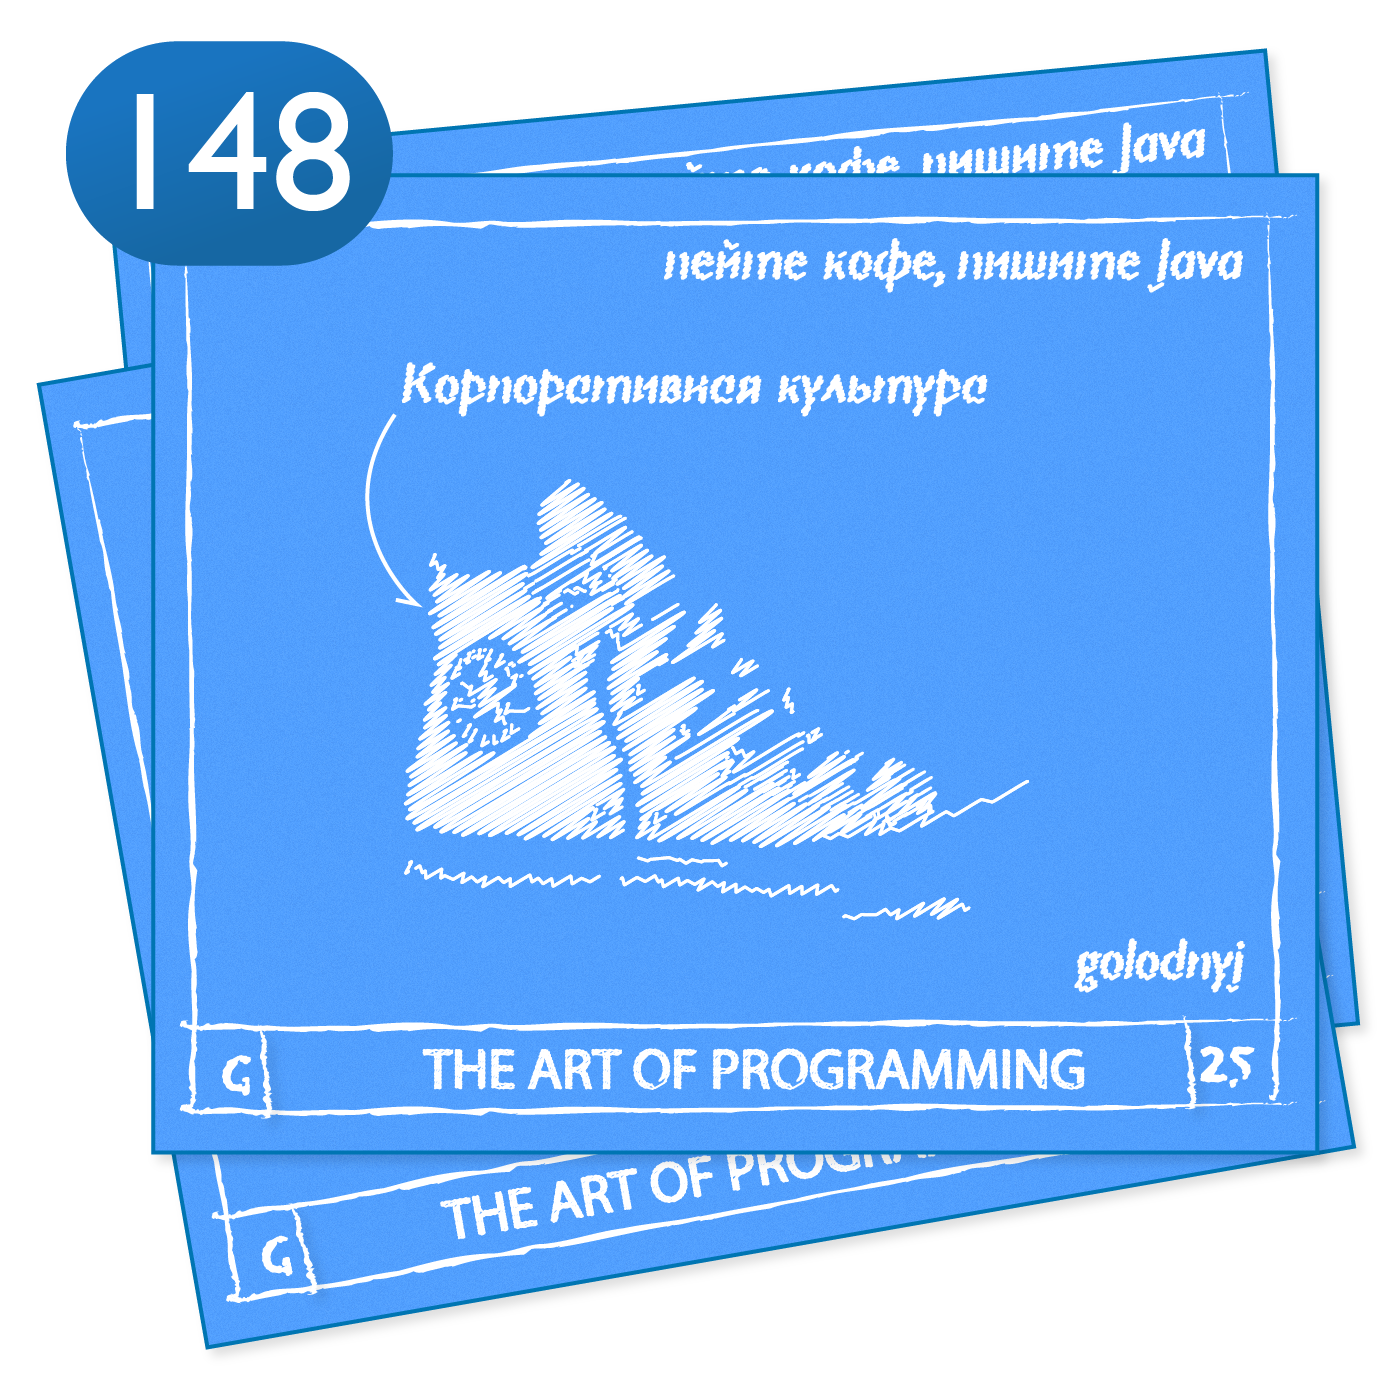 148
пейте кофе, пишите Java
пейте кофе, пишите Java
Корпоративная культура
golodnyj
G THE ART OF PROGRAMMING 25
THE ART OF
G